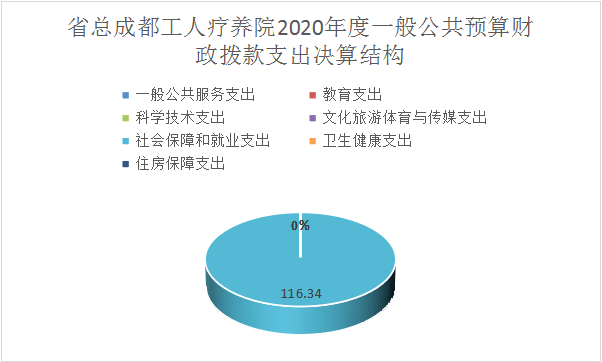 省总成都工人疗养院2020年度一般公共预算财
政拨款支出决算结构
一般公共服务支出
教育支出
科学技术支出
文化旅游体育与传媒支出
社会保障和就业支出
卫生健康支出
住房保障支出
0%
116.34